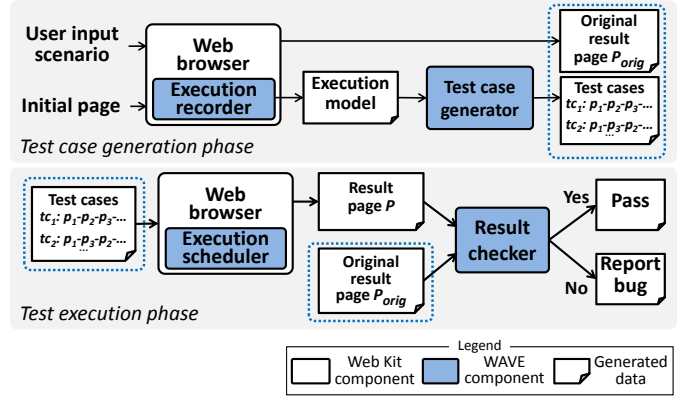 User input
scenario
Initial page
Web
browser
Execution
recorder
Execution
model
Test case
generator
Original
result
page Porig
Test cases
tc1: p1-p2-p3-...
tc2: p1-p3-p2-...
...
Test case generation phase
Test cases
tc1: p1-p2-p3-...
tc2: p1-p3-p2-...
...
Web
browser
Execution
scheduler
Result
page P
Original
result
page Porig
Result
checker
Yes
Pass
No
Report
bug
Test execution phase
Legend
Web Kit
component
WAVE
component
Generated
data